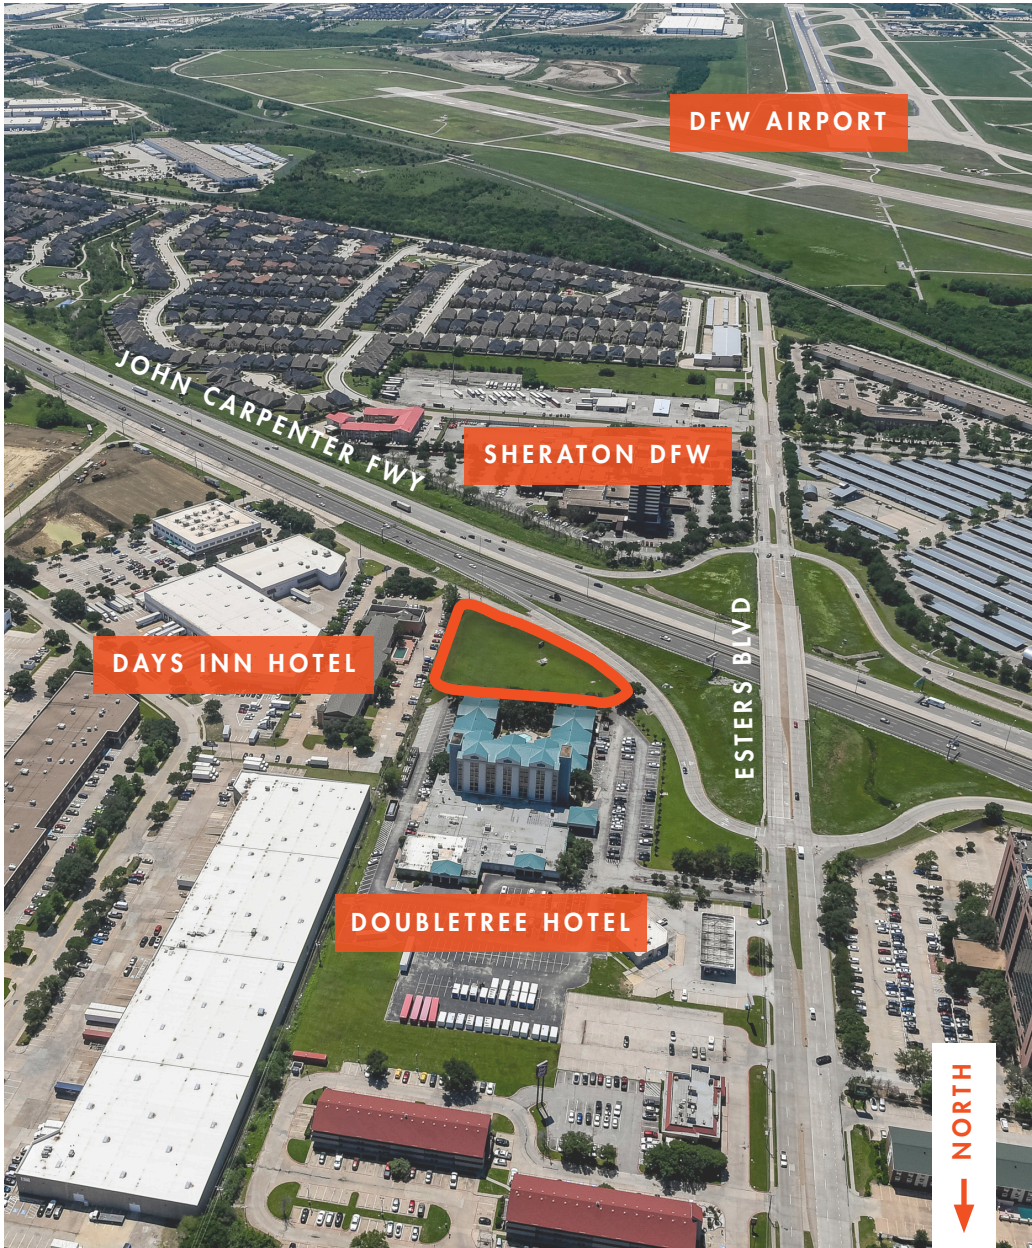 DFW AIRPORT
JOHN CARPENTER FWY
SHERATON DFW
ESTERS BLVD
DAYS INN HOTEL
DOUBLETREE HOTEL
NORTH